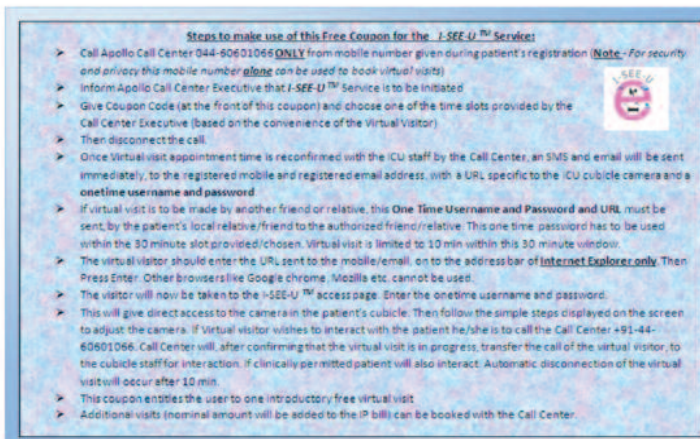 Steps to make use of this Free Coupon for the I-SEE-U TM Service:
➢ Call Apollo Call Center 044-60601066 ONLY from mobile number given during patient's registration (Note - For security
and privacy this mobile number alone can be used to book virtual visits)
➢ Inform Apollo Call Center Executive that I-SEE-U TM Service is to be Initiated
➢ Give Coupon Code (at the front of this coupon) and choose one of the time slots provided by the
Call Center Executive (based on the convenience of the Virtual Visitor)
I-SEE-U
➢ Then disconnect the call.
➢ Once Virtual visit appointment time is reconfirmed with the ICU staff by the Call Center, an SMS and email will be sent
immediately, to the registered mobile and registered email address, with a URL specific to the ICU cubicle camera and a
onetime username and password
➢ If virtual visit is to be made by another friend or relative, this One Time Username and Password and URL must be
sent, by the patient's local relative/friend to the authorized friend/relative. This one time password has to be used
within the 30 minute slot provided/chosen. Virtual visit is limited to 10 min within this 30 minute window.
➢ The virtual visitor should enter the URL sent to the mobile/email, on to the address bar of Internet Explorer only. Then
Press Enter. Other browsers like Google chrome, Mozilla etc. cannot be used.
➢ The visitor will now be taken to the I-SEE-U TM access page. Enter the onetime username and password.
➢ This will give direct access to the camera in the patient's cubicle. Then follow the simple steps displayed on the screen
to adjust the camera. If Virtual visitor wishes to interact with the patient he/she is to call the Call Center +91-44-
60601066. Call Center will, after confirming that the virtual visit is in progress, transfer the call of the virtual visitor, to
the cubicle staff for interaction. If clinically permitted patient will also interact. Automatic disconnection of the virtual
visit will occur after 10 min.
➢ This coupon entitles the user to one introductory free virtual visit
➢ Additional visits (nominal amount will be added to the IP bill) can be booked with the Call Center.